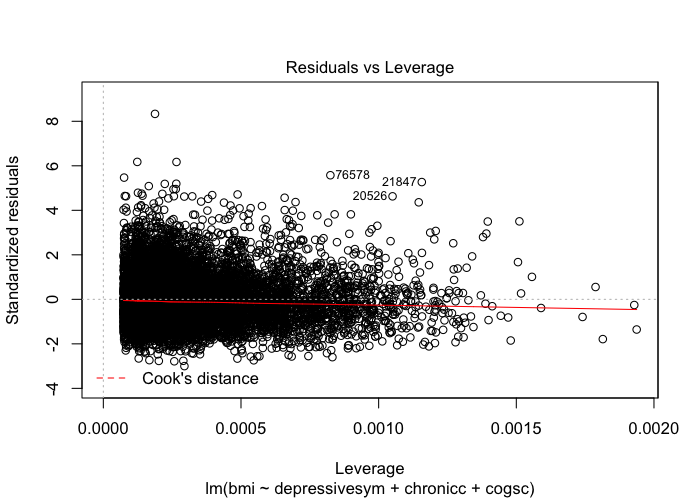 Residuals vs Leverage
Standardized residuals
8
6
4
2
0
-2
-4
76578
21847
20526
Cook's distance
0.0000 0.0005 0.0010 0.0015 0.0020
Leverage
lm(bmi ~ depressivesym + chronicc + cogsc)